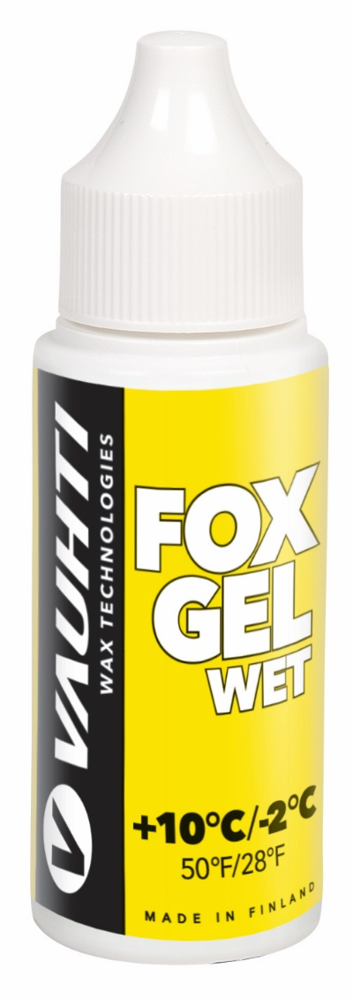 VAUHTI
WAX TECHNOLOGIES
FOX
GEL
WET
+10°C/-2°C
50°F/28°F
MADE IN FINLAND